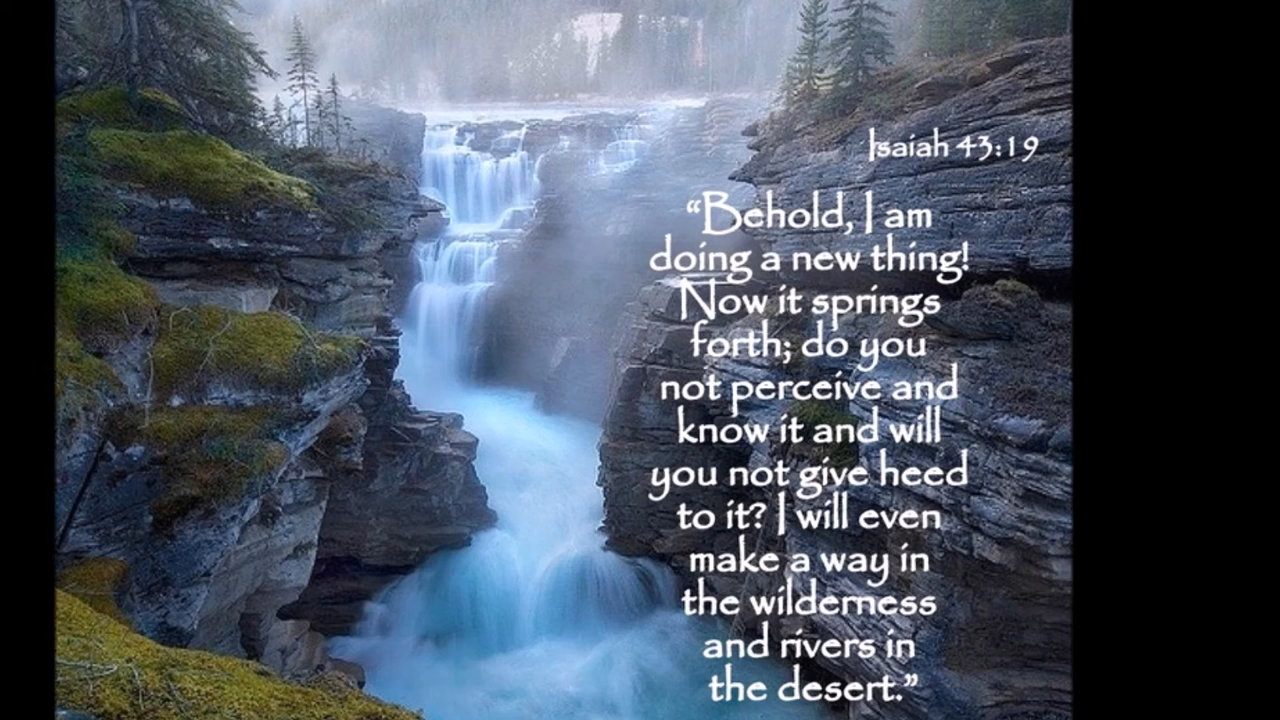 Isaiah 43:19
“Behold, I am
doing a new thing!
Now it springs
forth; do you
not perceive and
know it and will
you not give heed
to it? I will even
make a way in
the wilderness
and rivers in
the desert.”